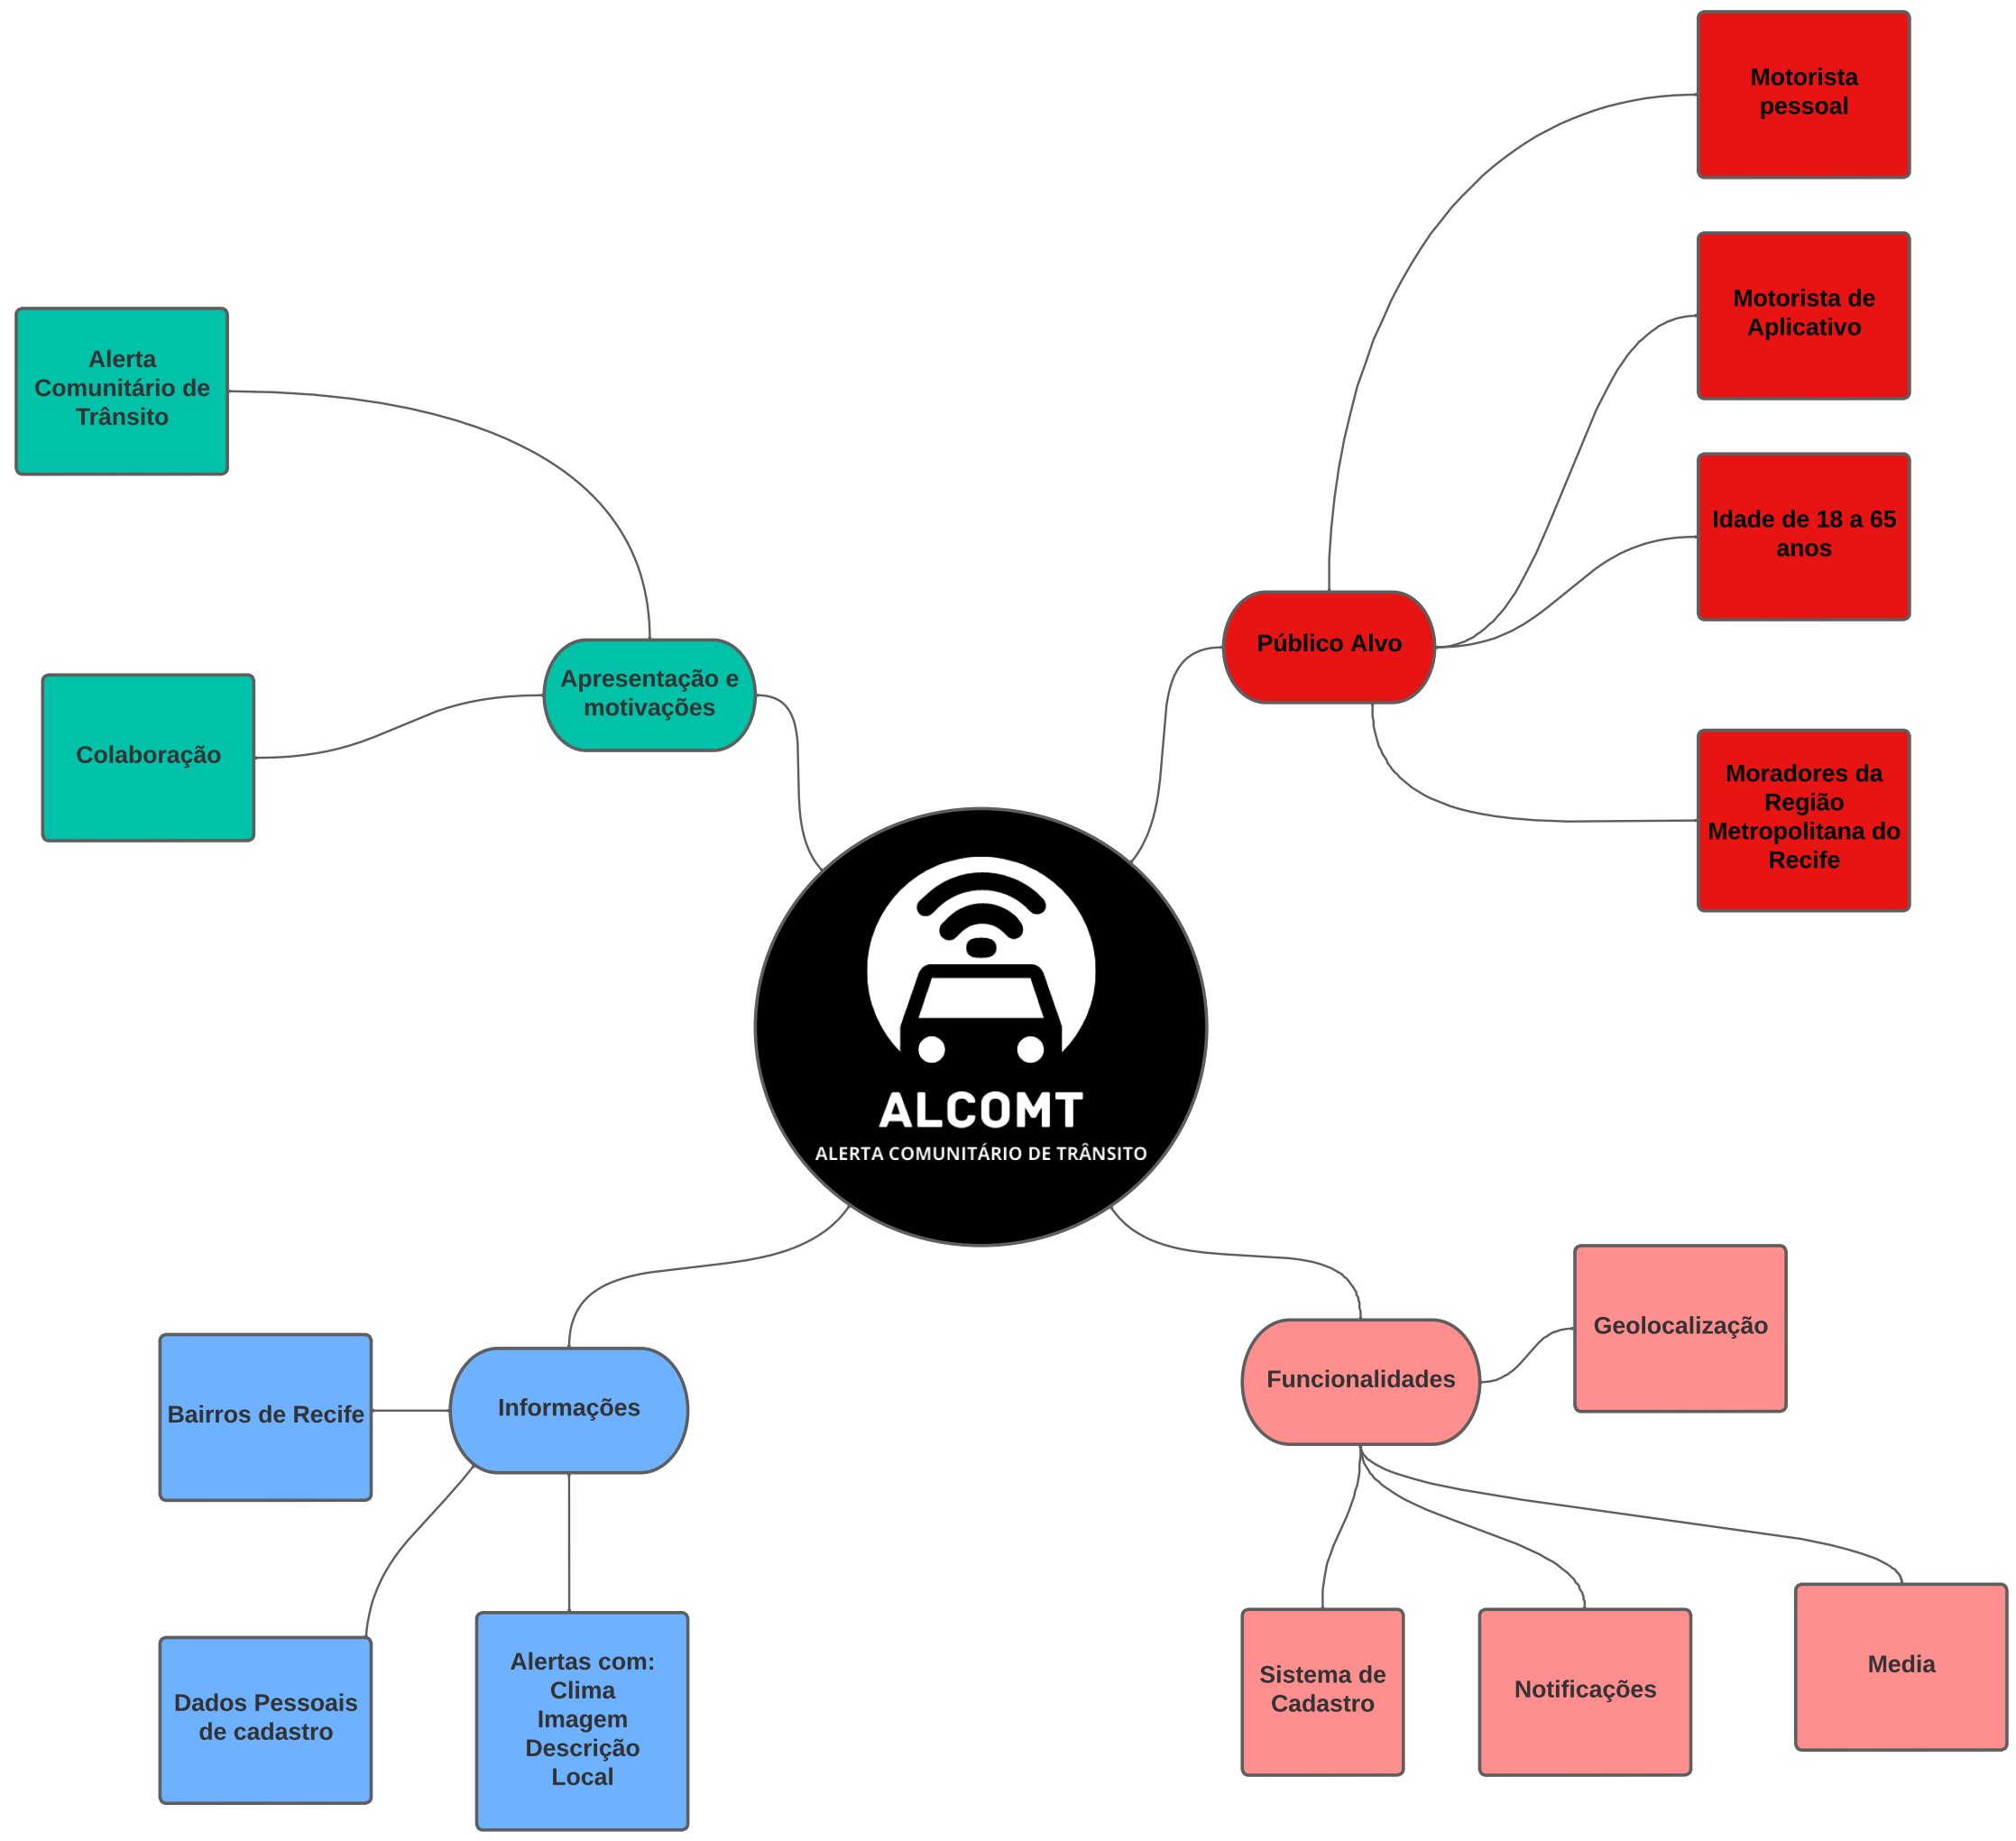 Motorista
pessoal
Motorista de
Aplicativo
Idade de 18 a 65
anos
Público Alvo
Moradores da
Região
Metropolitana do
Recife
Alerta
Comunitário de
Trânsito
Apresentação e
motivações
Colaboração
ALCOMT
ALERTA COMUNITÁRIO DE TRÂNSITO
Informações
Bairros de Recife
Dados Pessoais
de cadastro
Alertas com:
Clima
Imagem
Descrição
Local
Funcionalidades
Geolocalização
Sistema de
Cadastro
Notificações
Media